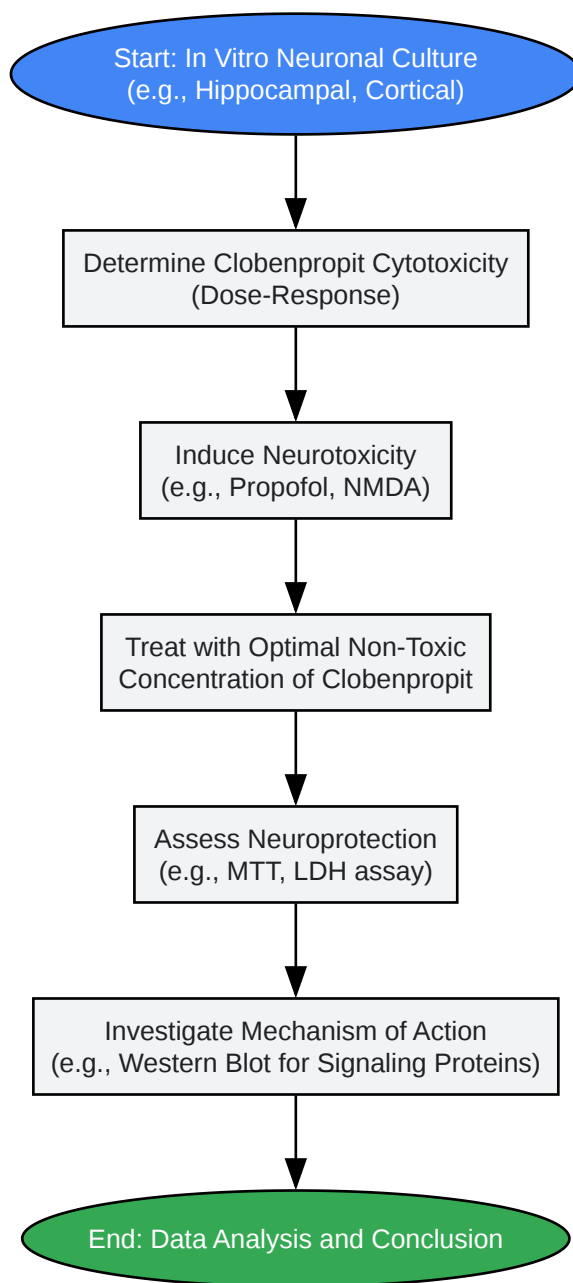 Start: In Vitro Neuronal Culture
(e.g., Hippocampal, Cortical)
Determine Clobenpropit Cytotoxicity
(Dose-Response)
Induce Neurotoxicity
(e.g., Propofol, NMDA)
Treat with Optimal Non-Toxic
Concentration of Clobenpropit
Assess Neuroprotection
(e.g., MTT, LDH assay)
Investigate Mechanism of Action
(e.g., Western Blot for Signaling Proteins)
End: Data Analysis and Conclusion